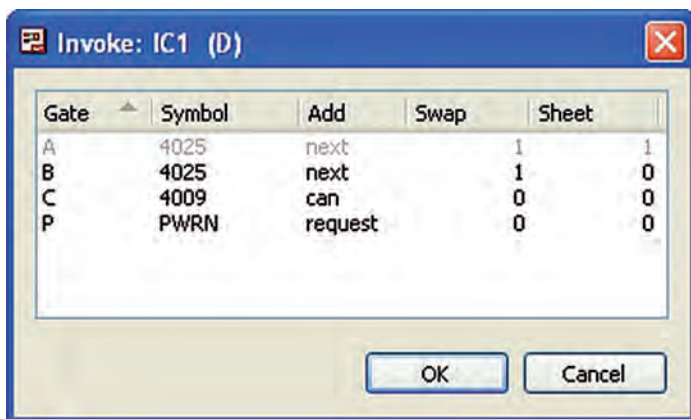 Invoke: IC1 (D)
Gate Symbol Add Swap Sheet
A 4025 next 1 1
B 4025 next 1 0
C 4009 can 0 0
P PWRN request 0 0
OK Cancel